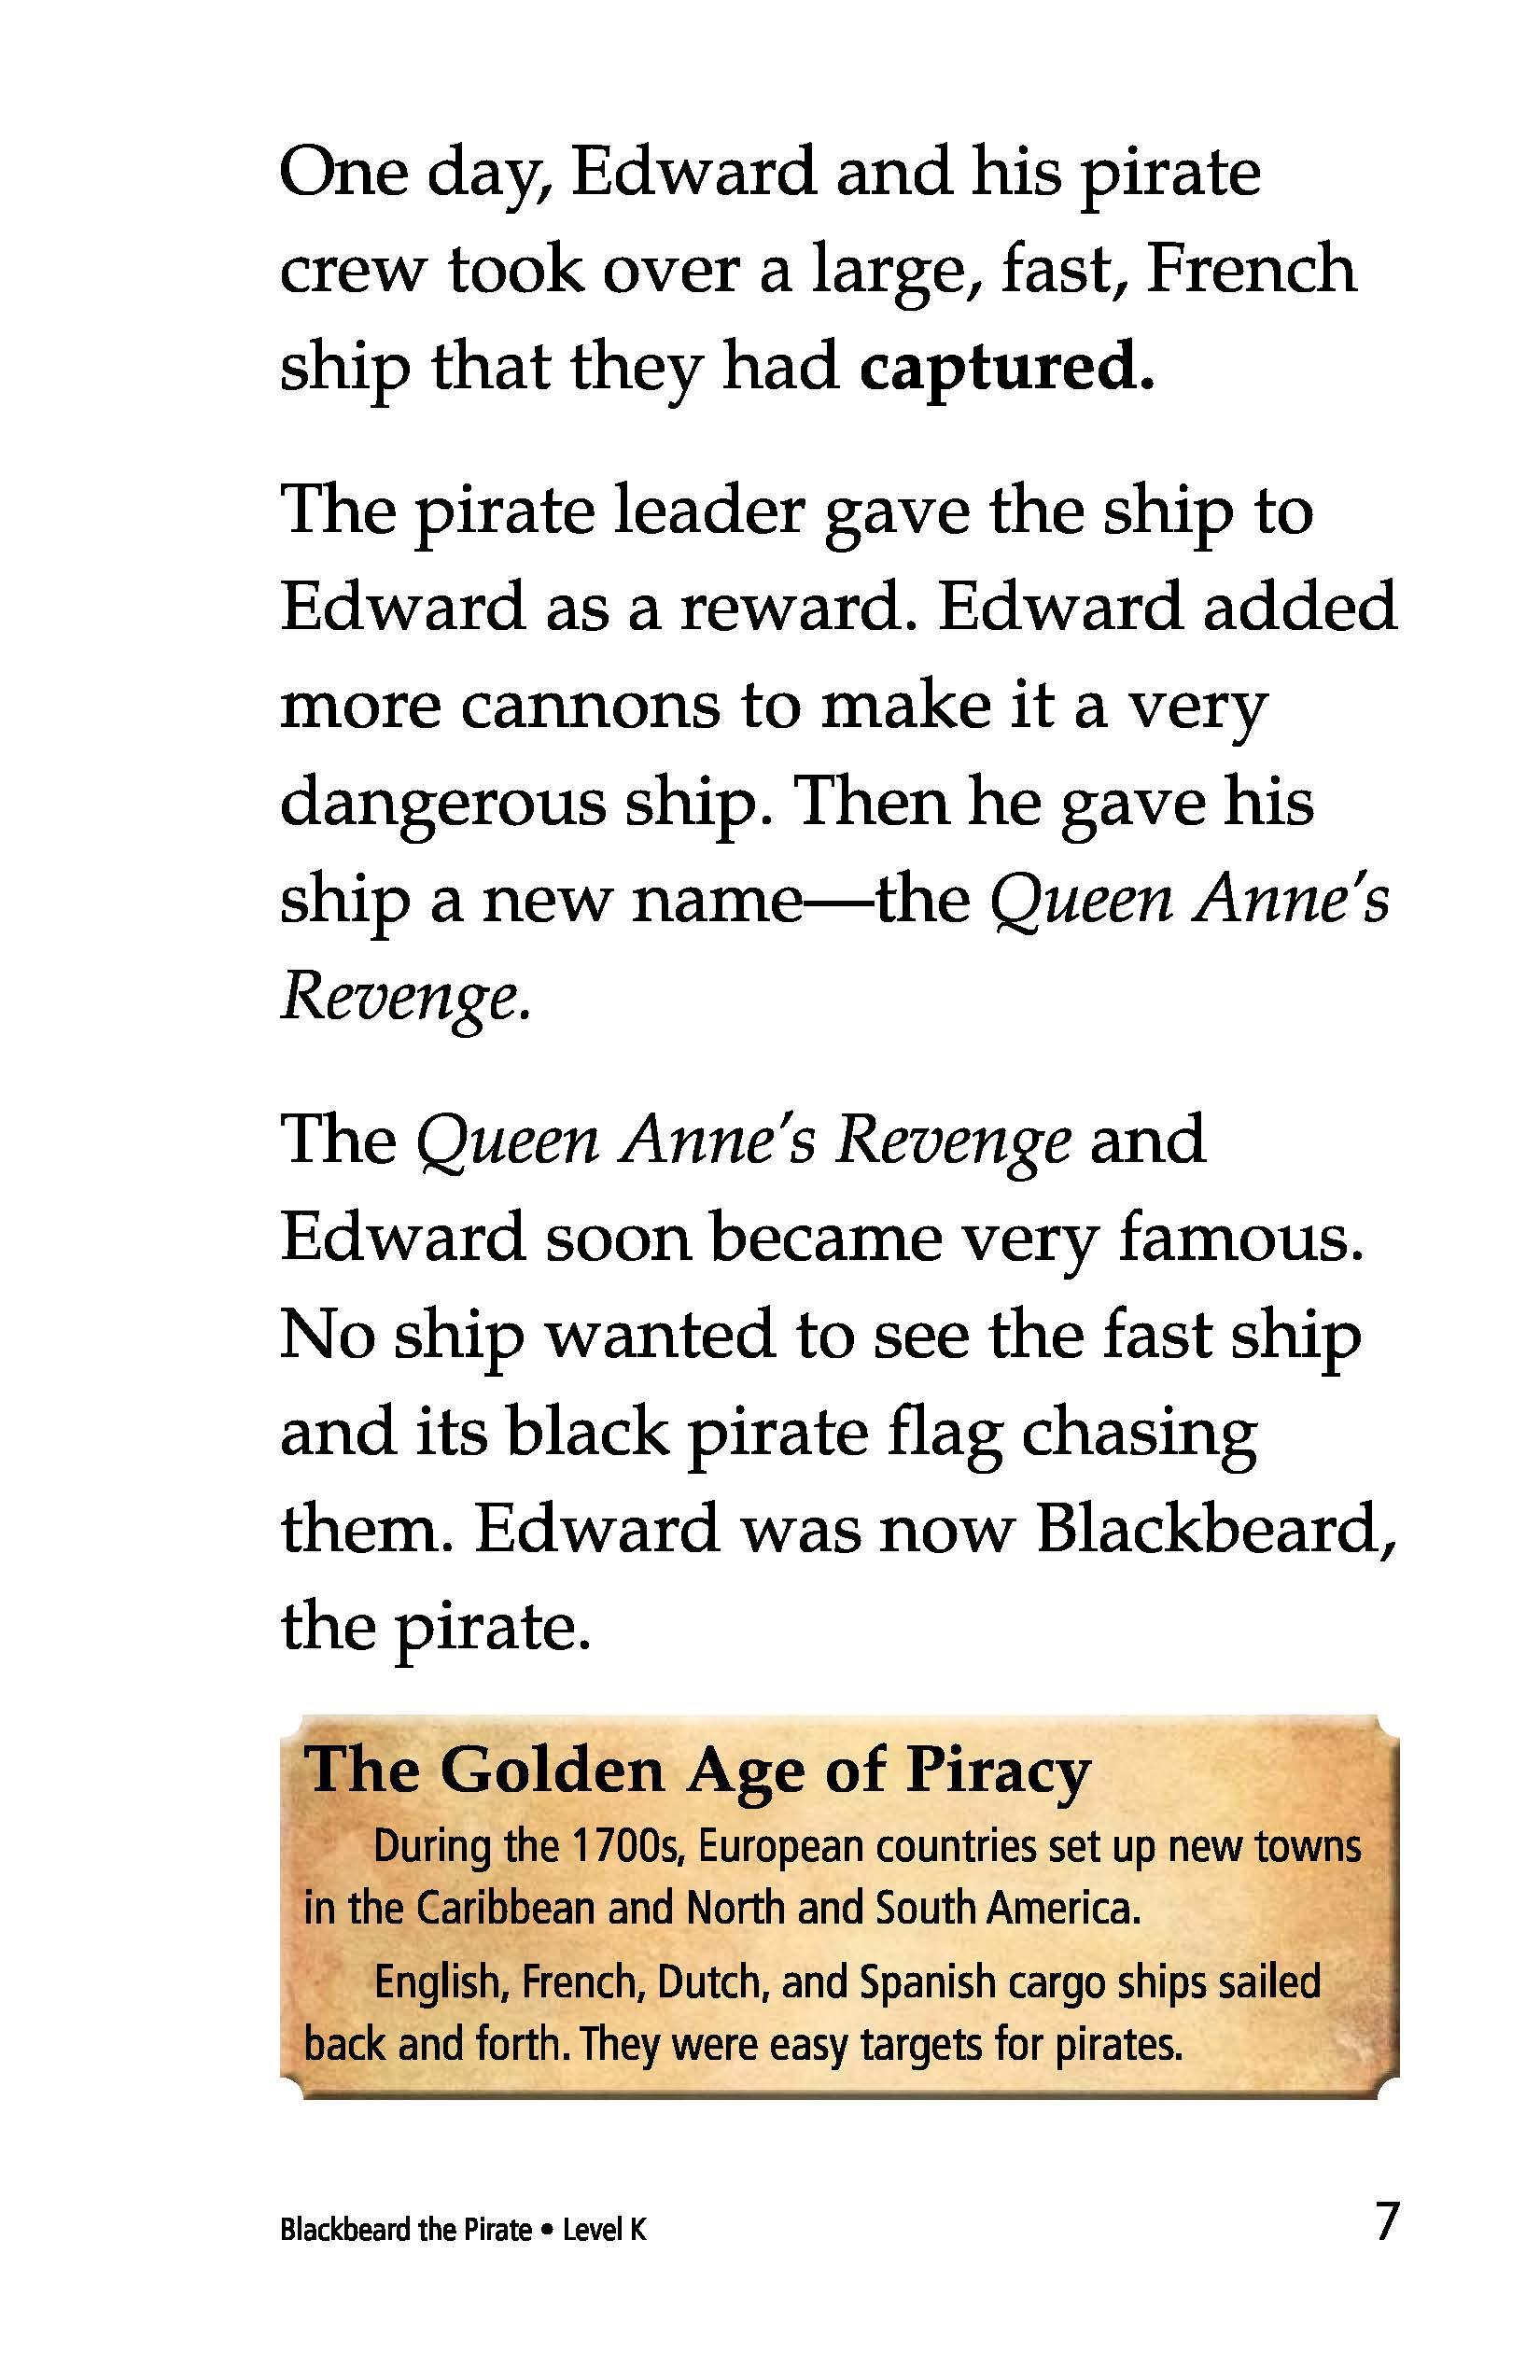 One day, Edward and his pirate
crew took over a large, fast, French
ship that they had captured.
The pirate leader gave the ship to
Edward as a reward. Edward added
more cannons to make it a very
dangerous ship. Then he gave his
ship a new name—the Queen Anne's
Revenge.
The Queen Anne's Revenge and
Edward soon became very famous.
No ship wanted to see the fast ship
and its black pirate flag chasing
them. Edward was now Blackbeard,
the pirate.
The Golden Age of Piracy
During the 1700s, European countries set up new towns
in the Caribbean and North and South America.
English, French, Dutch, and Spanish cargo ships sailed
back and forth. They were easy targets for pirates.
Blackbeard the Pirate • Level K
7